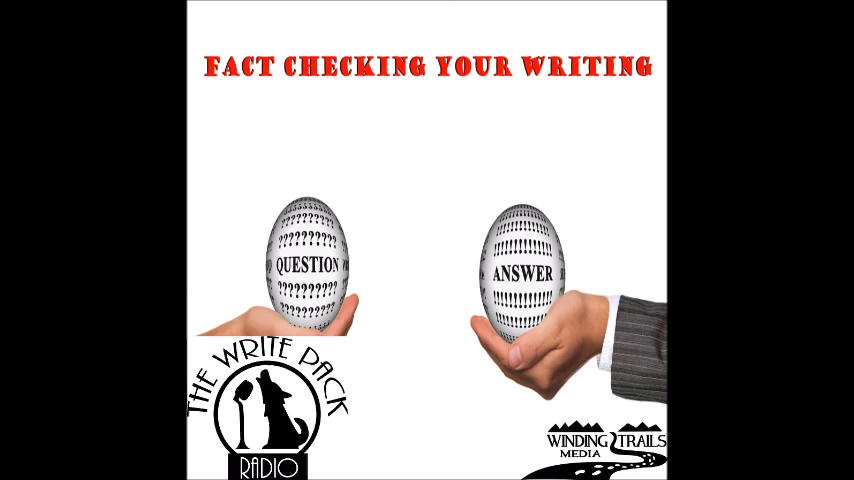 FACT CHECKING YOUR WRITING
?????????
?????????
??????????
QUESTION
??????????
??????????
!!!!!!!!!!
!!!!!!!!!!
ANSWER
!!!!!!!!!!
!!!!!!!!!!
THE WRITE PACK
RADIO
WINDING TRAILS
MEDIA